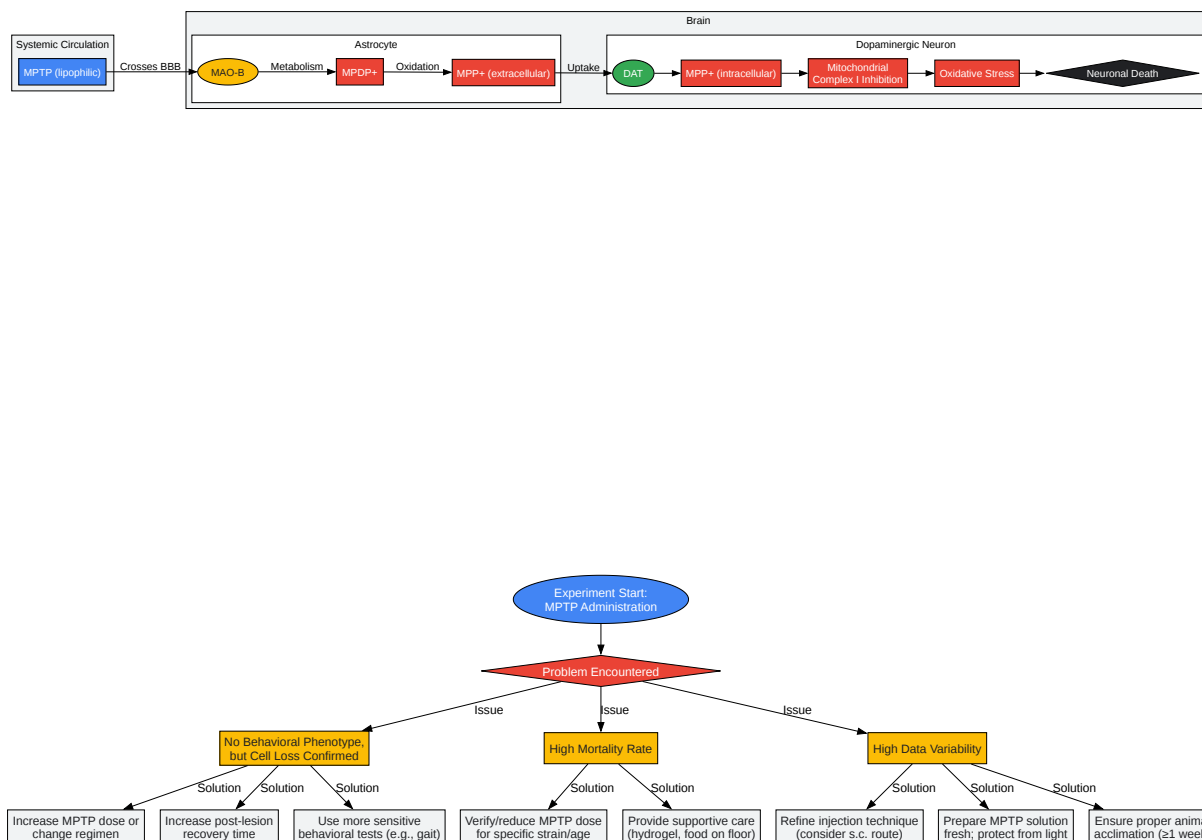 Brain
Systemic Circulation
Astrocyte
Dopaminergic Neuron
MPTP (lipophilic)
Crosses BBB
MAO-B
Metabolism
MPDP+
Oxidation
MPP+ (extracellular)
Uptake
DAT
MPP+ (intracellular)
Mitochondrial
Complex I Inhibition
Oxidative Stress
Neuronal Death
Experiment Start:
MPTP Administration
Problem Encountered
Issue
Issue
Issue
No Behavioral Phenotype,
but Cell Loss Confirmed
High Mortality Rate
High Data Variability
Solution
Solution
Solution
Solution
Solution
Solution
Solution
Solution
Increase MPTP dose or
change regimen
Increase post-lesion
recovery time
Use more sensitive
behavioral tests (e.g., gait)
Verify/reduce MPTP dose
for specific strain/age
Provide supportive care
(hydrogel, food on floor)
Refine injection technique
(consider s.c. route)
Prepare MPTP solution
fresh; protect from light
Ensure proper
acclimation (≥1